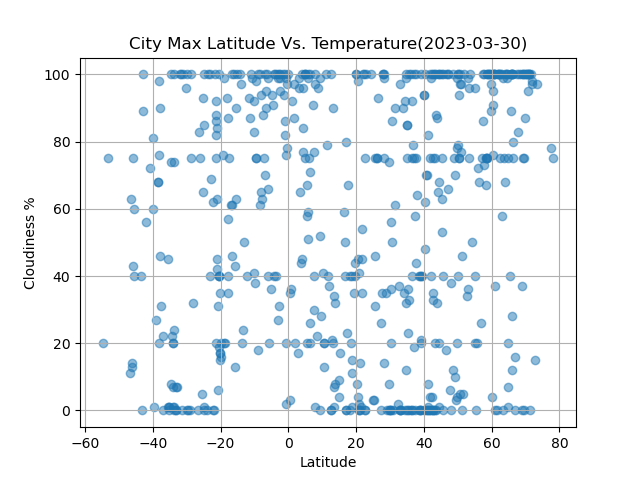 City Max Latitude Vs. Temperature(2023-03-30)
100
80
60
40
20
0
Cloudiness %
−60 −40 −20 0 20 40 60 80
Latitude